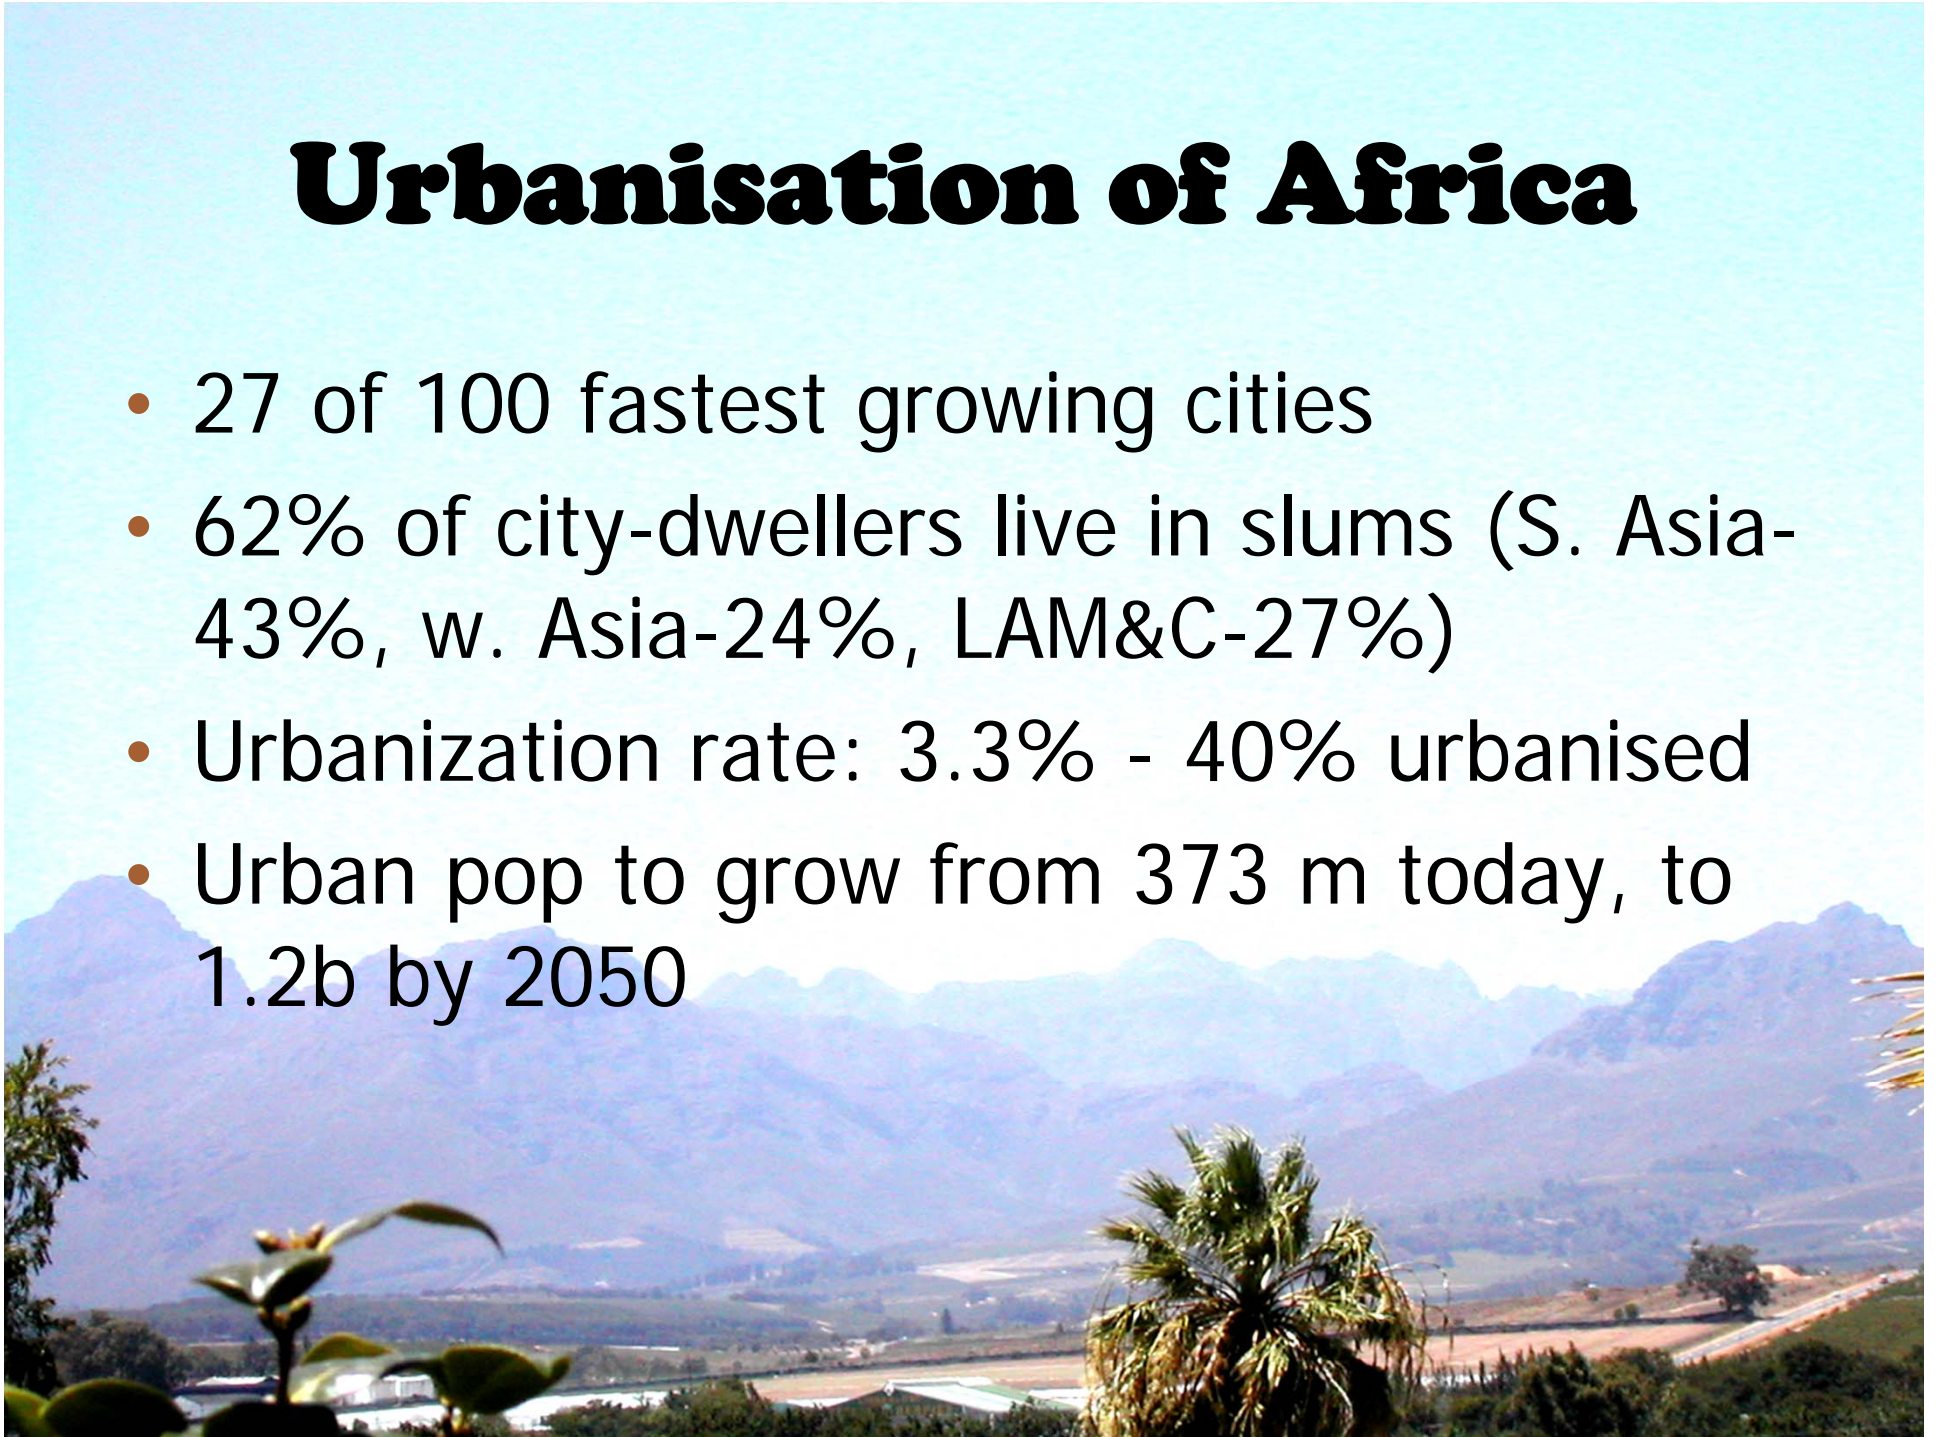 Urbanisation of Africa
• 27 of 100 fastest growing cities
• 62% of city-dwellers live in slums (S. Asia-
43%, w. Asia-24%, LAM&C-27%)
• Urbanization rate: 3.3% - 40% urbanised
• Urban pop to grow from 373 m today, to
1.2b by 2050